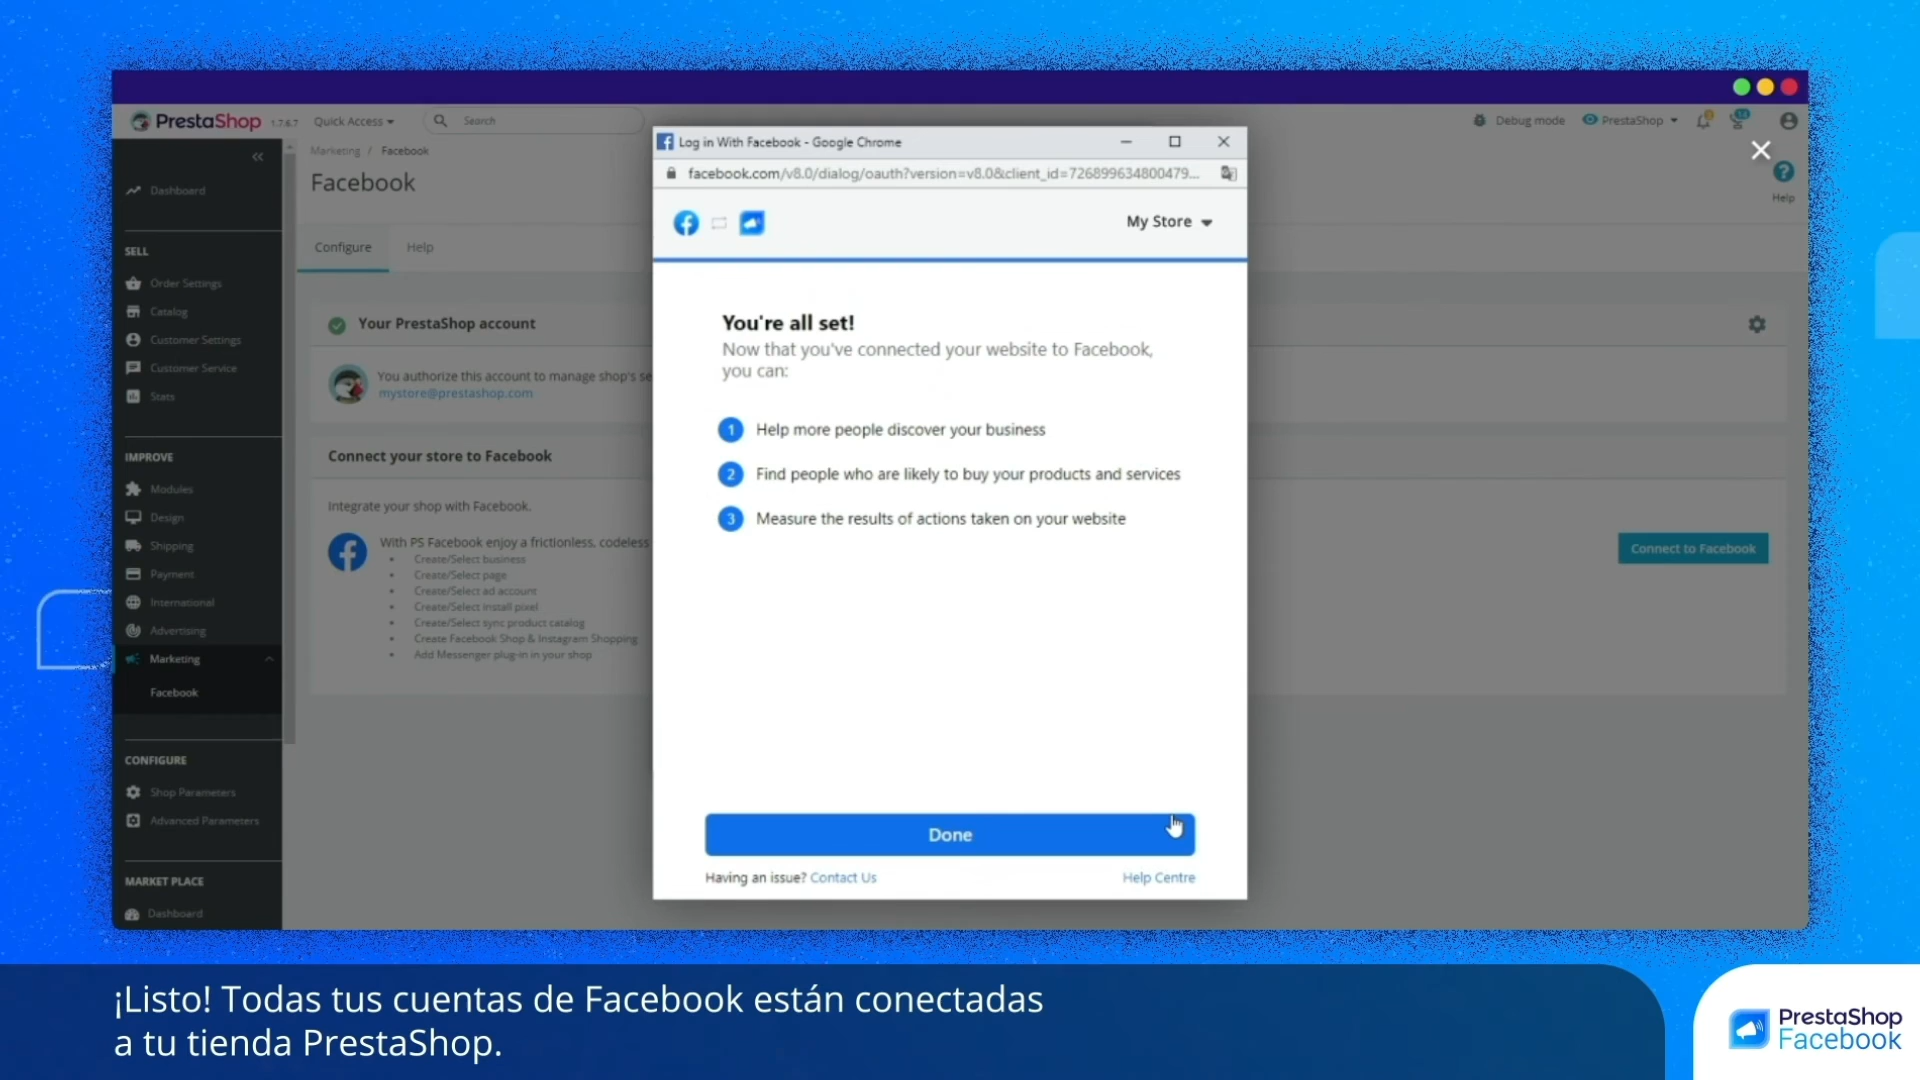 PrestaShop 1.7.6.7 Quick Access Search Debug mode PrestaShop
Log in With Facebook - Google Chrome
facebook.com/v8.0/dialog/oauth?version=v8.0&client_id=726899634800479...
Marketing / Facebook
Facebook
Help
Configure Help
Dashboard
SELL
Order Settings
Catalog
Customer Settings
Customer Service
Stats
IMPROVE
Modules
Design
Shipping
Payment
International
Advertising
Marketing
Facebook
CONFIGURE
Shop Parameters
Advanced Parameters
MARKET PLACE
Dashboard
Your PrestaShop account
You authorize this account to manage shop's se
mystore@prestashop.com
Connect your store to Facebook
Integrate your shop with Facebook.
With PS Facebook enjoy a frictionless, codeless
Create/Select business
Create/Select page
Create/Select ad account
Create/Select install pixel
Create/Select sync product catalog
Create Facebook Shop & Instagram Shopping
Add Messenger plug-in in your shop
Connect to Facebook
My Store
You're all set!
Now that you've connected your website to Facebook,
you can:
1 Help more people discover your business
2 Find people who are likely to buy your products and services
3 Measure the results of actions taken on your website
Done
Having an issue? Contact Us Help Centre
¡Listo! Todas tus cuentas de Facebook están conectadas
a tu tienda PrestaShop.
PrestaShop
Facebook